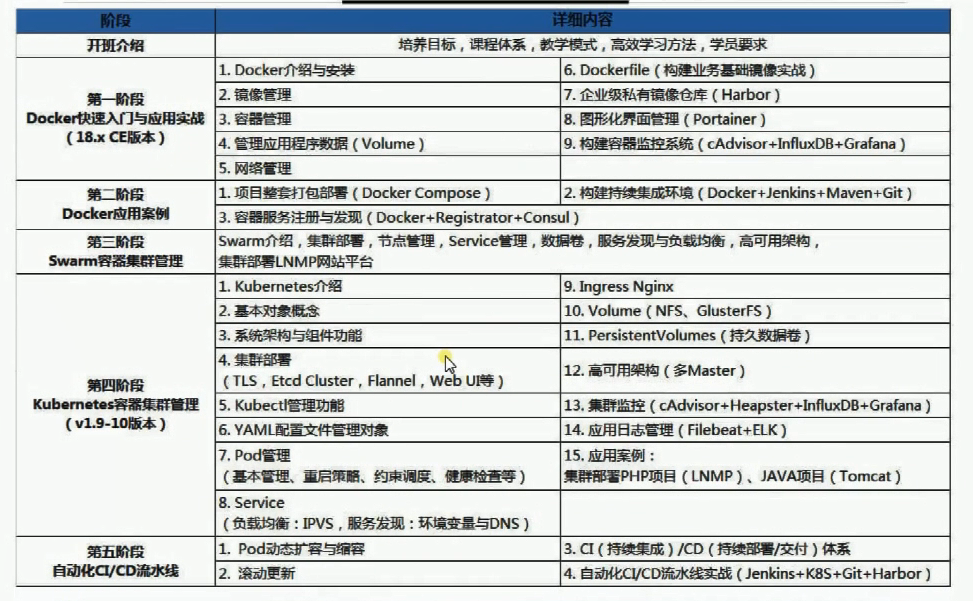 阶段 详细内容
开班介绍 培养目标，课程体系，教学模式，高效学习方法，学员要求
第一阶段
Docker快速入门与应用实战
（18.x CE版本）
1. Docker介绍与安装 6. Dockerfile（构建业务基础镜像实战）
2. 镜像管理 7. 企业级私有镜像仓库（Harbor）
3. 容器管理 8. 图形化界面管理（Portainer）
4. 管理应用程序数据（Volume） 9. 构建容器监控系统（cAdvisor+InfluxDB+Grafana）
5. 网络管理
第二阶段
Docker应用案例
1. 项目整套打包部署（Docker Compose） 2. 构建持续集成环境（Docker+Jenkins+Maven+Git）
3. 容器服务注册与发现（Docker+Registrator+Consul）
第三阶段
Swarm容器集群管理
Swarm介绍，集群部署，节点管理，Service管理，数据卷，服务发现与负载均衡，高可用架构，
集群部署LNMP网站平台
第四阶段
Kubernetes容器集群管理
（v1.9-10版本）
1. Kubernetes介绍 9. Ingress Nginx
2. 基本对象概念 10. Volume（NFS、GlusterFS）
3. 系统架构与组件功能 11. PersistentVolumes（持久数据卷）
4. 集群部署
（TLS，Etcd Cluster，Flannel，Web UI等） 12. 高可用架构（多Master）
5. Kubectl管理功能 13. 集群监控（cAdvisor+Heapster+InfluxDB+Grafana）
6. YAML配置文件管理对象 14. 应用日志管理（Filebeat+ELK）
7. Pod管理 15. 应用案例：
（基本管理、重启策略、约束调度、健康检查等） 集群部署PHP项目（LNMP）、JAVA项目（Tomcat）
8. Service
（负载均衡：IPVS，服务发现：环境变量与DNS）
第五阶段
自动化CI/CD流水线
1. Pod动态扩容与缩容 3. CI（持续集成）/CD（持续部署/交付）体系
2. 滚动更新 4. 自动化CI/CD流水线实战（Jenkins+K8S+Git+Harbor）